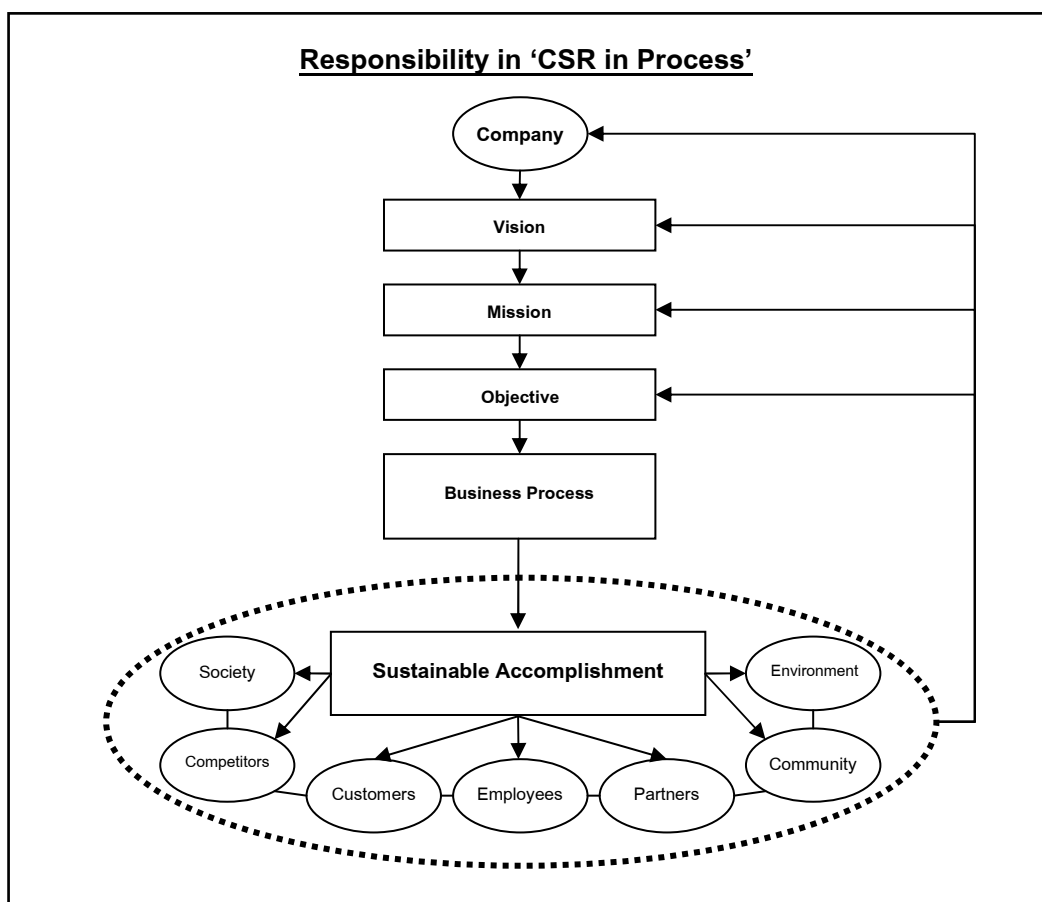 Responsibility in ‘CSR in Process’
Company
Vision
Mission
Objective
Business Process
Sustainable Accomplishment
Society
Environment
Competitors
Community
Customers
Employees
Partners